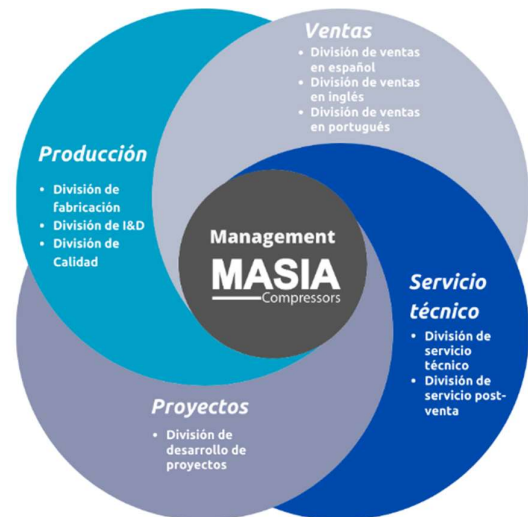 Ventas
• División de ventas
en español
• División de ventas
en inglés
• División de ventas
en portugués
Producción
• División de
fabricación
• División de I&D
• División de
Calidad
Management
MASIA
Compressors
Servicio
técnico
• División de
servicio
técnico
• División de
servicio post-
venta
Proyectos
• División de
desarrollo de
proyectos